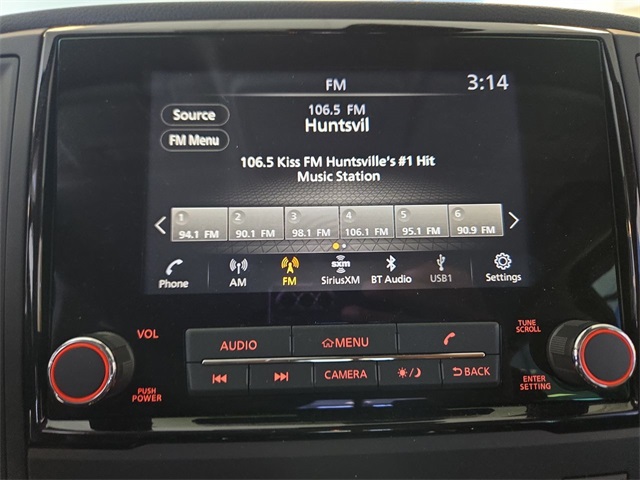 FM
3:14
Source
106.5 FM
Huntsvil
FM Menu
106.5 Kiss FM Huntsville's #1 Hit
Music Station
1 2 3 4 5 6
94.1 FM 90.1 FM 98.1 FM 106.1 FM 95.1 FM 90.9 FM
sxm
Phone AM FM SiriusXM BT Audio USB1 Settings
VOL
AUDIO MENU
TUNE
SCROLL
CAMERA BACK
PUSH
POWER
ENTER
SETTING